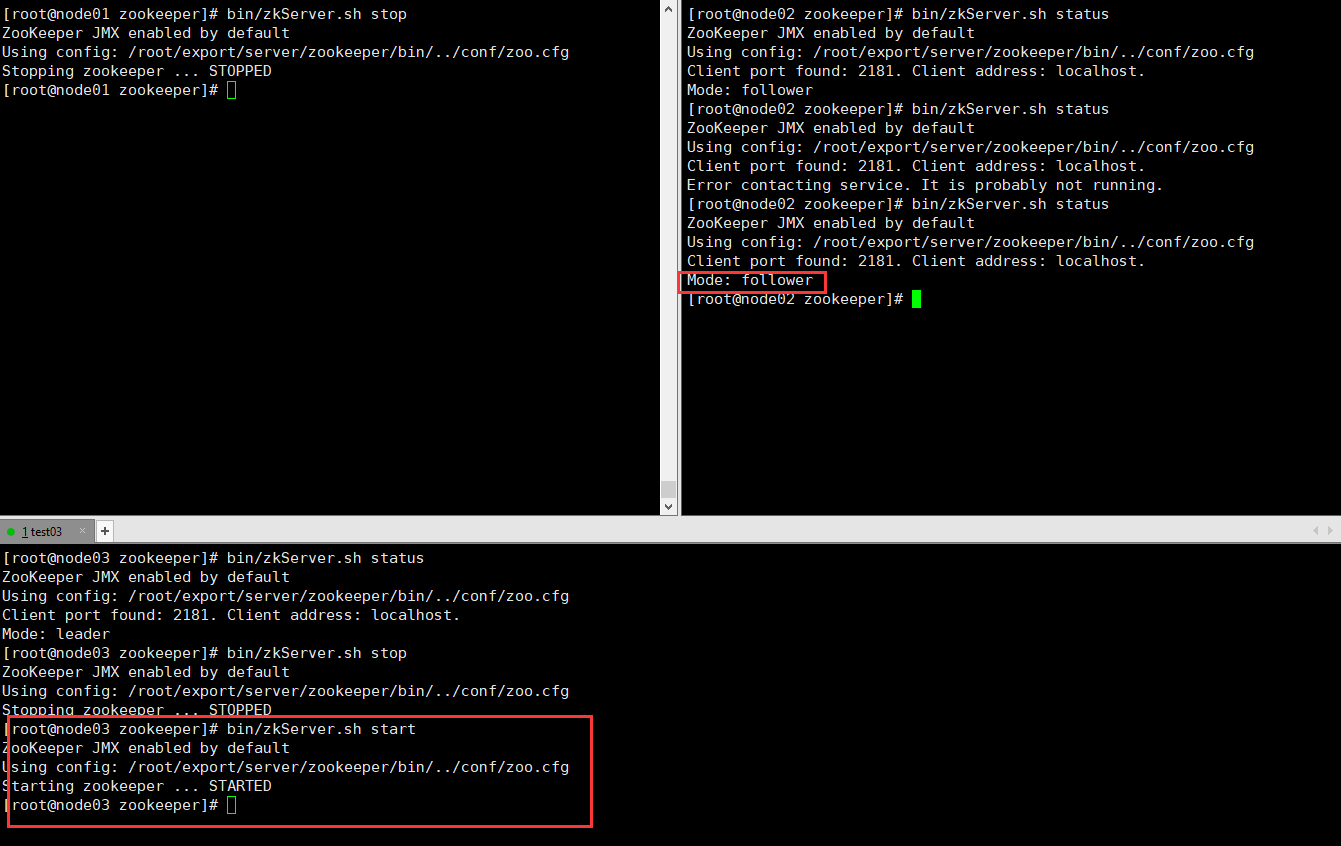 [root@node01 zookeeper]# bin/zkServer.sh stop
ZooKeeper JMX enabled by default
Using config: /root/export/server/zookeeper/bin/../conf/zoo.cfg
Stopping zookeeper ... STOPPED
[root@node01 zookeeper]#
[root@node02 zookeeper]# bin/zkServer.sh status
ZooKeeper JMX enabled by default
Using config: /root/export/server/zookeeper/bin/../conf/zoo.cfg
Client port found: 2181. Client address: localhost.
Mode: follower
[root@node02 zookeeper]# bin/zkServer.sh status
ZooKeeper JMX enabled by default
Using config: /root/export/server/zookeeper/bin/../conf/zoo.cfg
Client port found: 2181. Client address: localhost.
Error contacting service. It is probably not running.
[root@node02 zookeeper]# bin/zkServer.sh status
ZooKeeper JMX enabled by default
Using config: /root/export/server/zookeeper/bin/../conf/zoo.cfg
Client port found: 2181. Client address: localhost.
Mode: follower
[root@node02 zookeeper]#
1 test03
[root@node03 zookeeper]# bin/zkServer.sh status
ZooKeeper JMX enabled by default
Using config: /root/export/server/zookeeper/bin/../conf/zoo.cfg
Client port found: 2181. Client address: localhost.
Mode: leader
[root@node03 zookeeper]# bin/zkServer.sh stop
ZooKeeper JMX enabled by default
Using config: /root/export/server/zookeeper/bin/../conf/zoo.cfg
Stopping zookeeper ... STOPPED
[root@node03 zookeeper]# bin/zkServer.sh start
ZooKeeper JMX enabled by default
Using config: /root/export/server/zookeeper/bin/../conf/zoo.cfg
Starting zookeeper ... STARTED
[root@node03 zookeeper]#